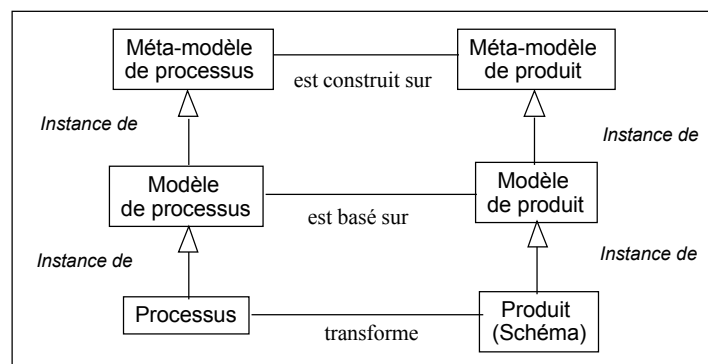 Méta-modèle
de processus
est construit sur
Méta-modèle
de produit
Instance de
Instance de
Modèle
de processus
est basé sur
Modèle
de produit
Instance de
Instance de
Processus
transforme
Produit
(Schéma)